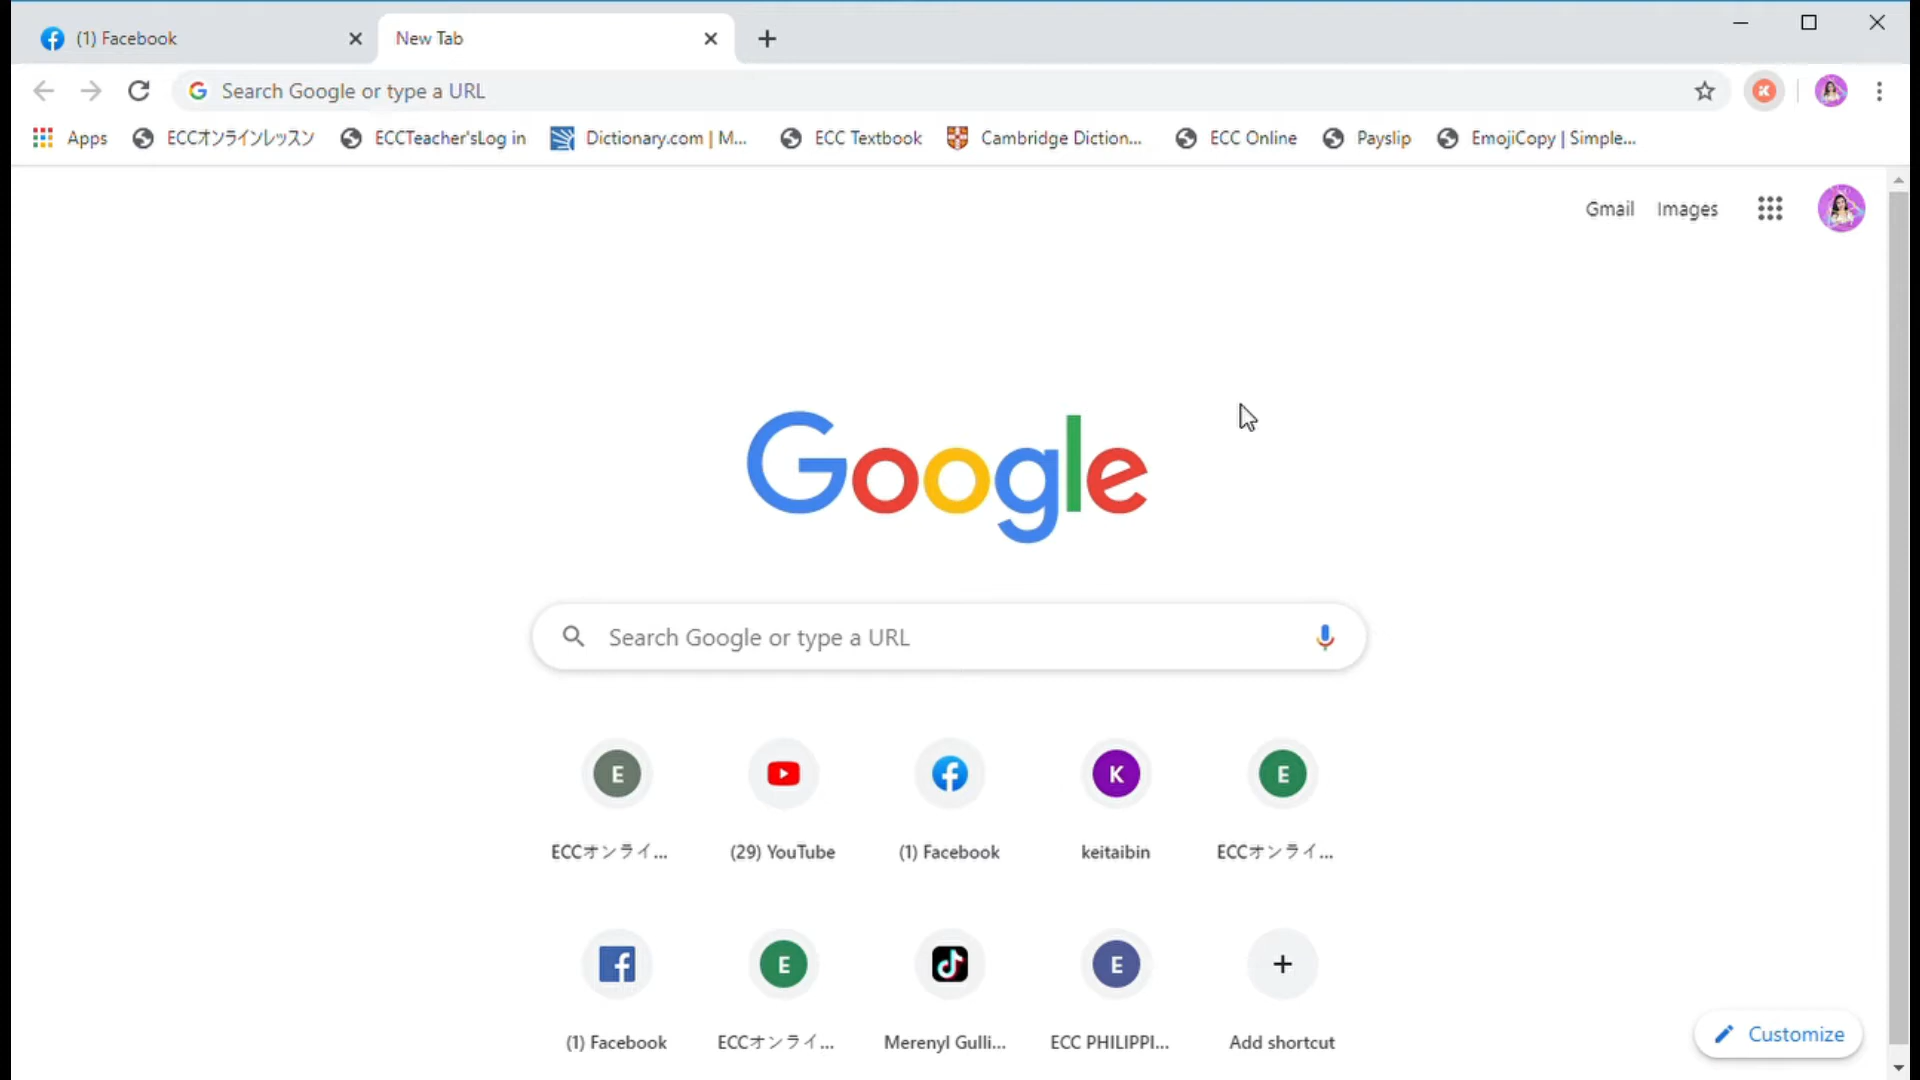 (1) Facebook
New Tab
Search Google or type a URL
Apps
ECCオンラインレッスン
ECCTeacher'sLog in
Dictionary.com | M...
ECC Textbook
Cambridge Diction...
ECC Online
Payslip
EmojiCopy | Simple...
Gmail
Images
Google
Search Google or type a URL
E
K
E
ECCオンライ...
(29) YouTube
(1) Facebook
keitaibin
ECCオンライ...
E
E
(1) Facebook
ECCオンライ...
Merenyl Gulli...
ECC PHILIPPI...
Add shortcut
Customize